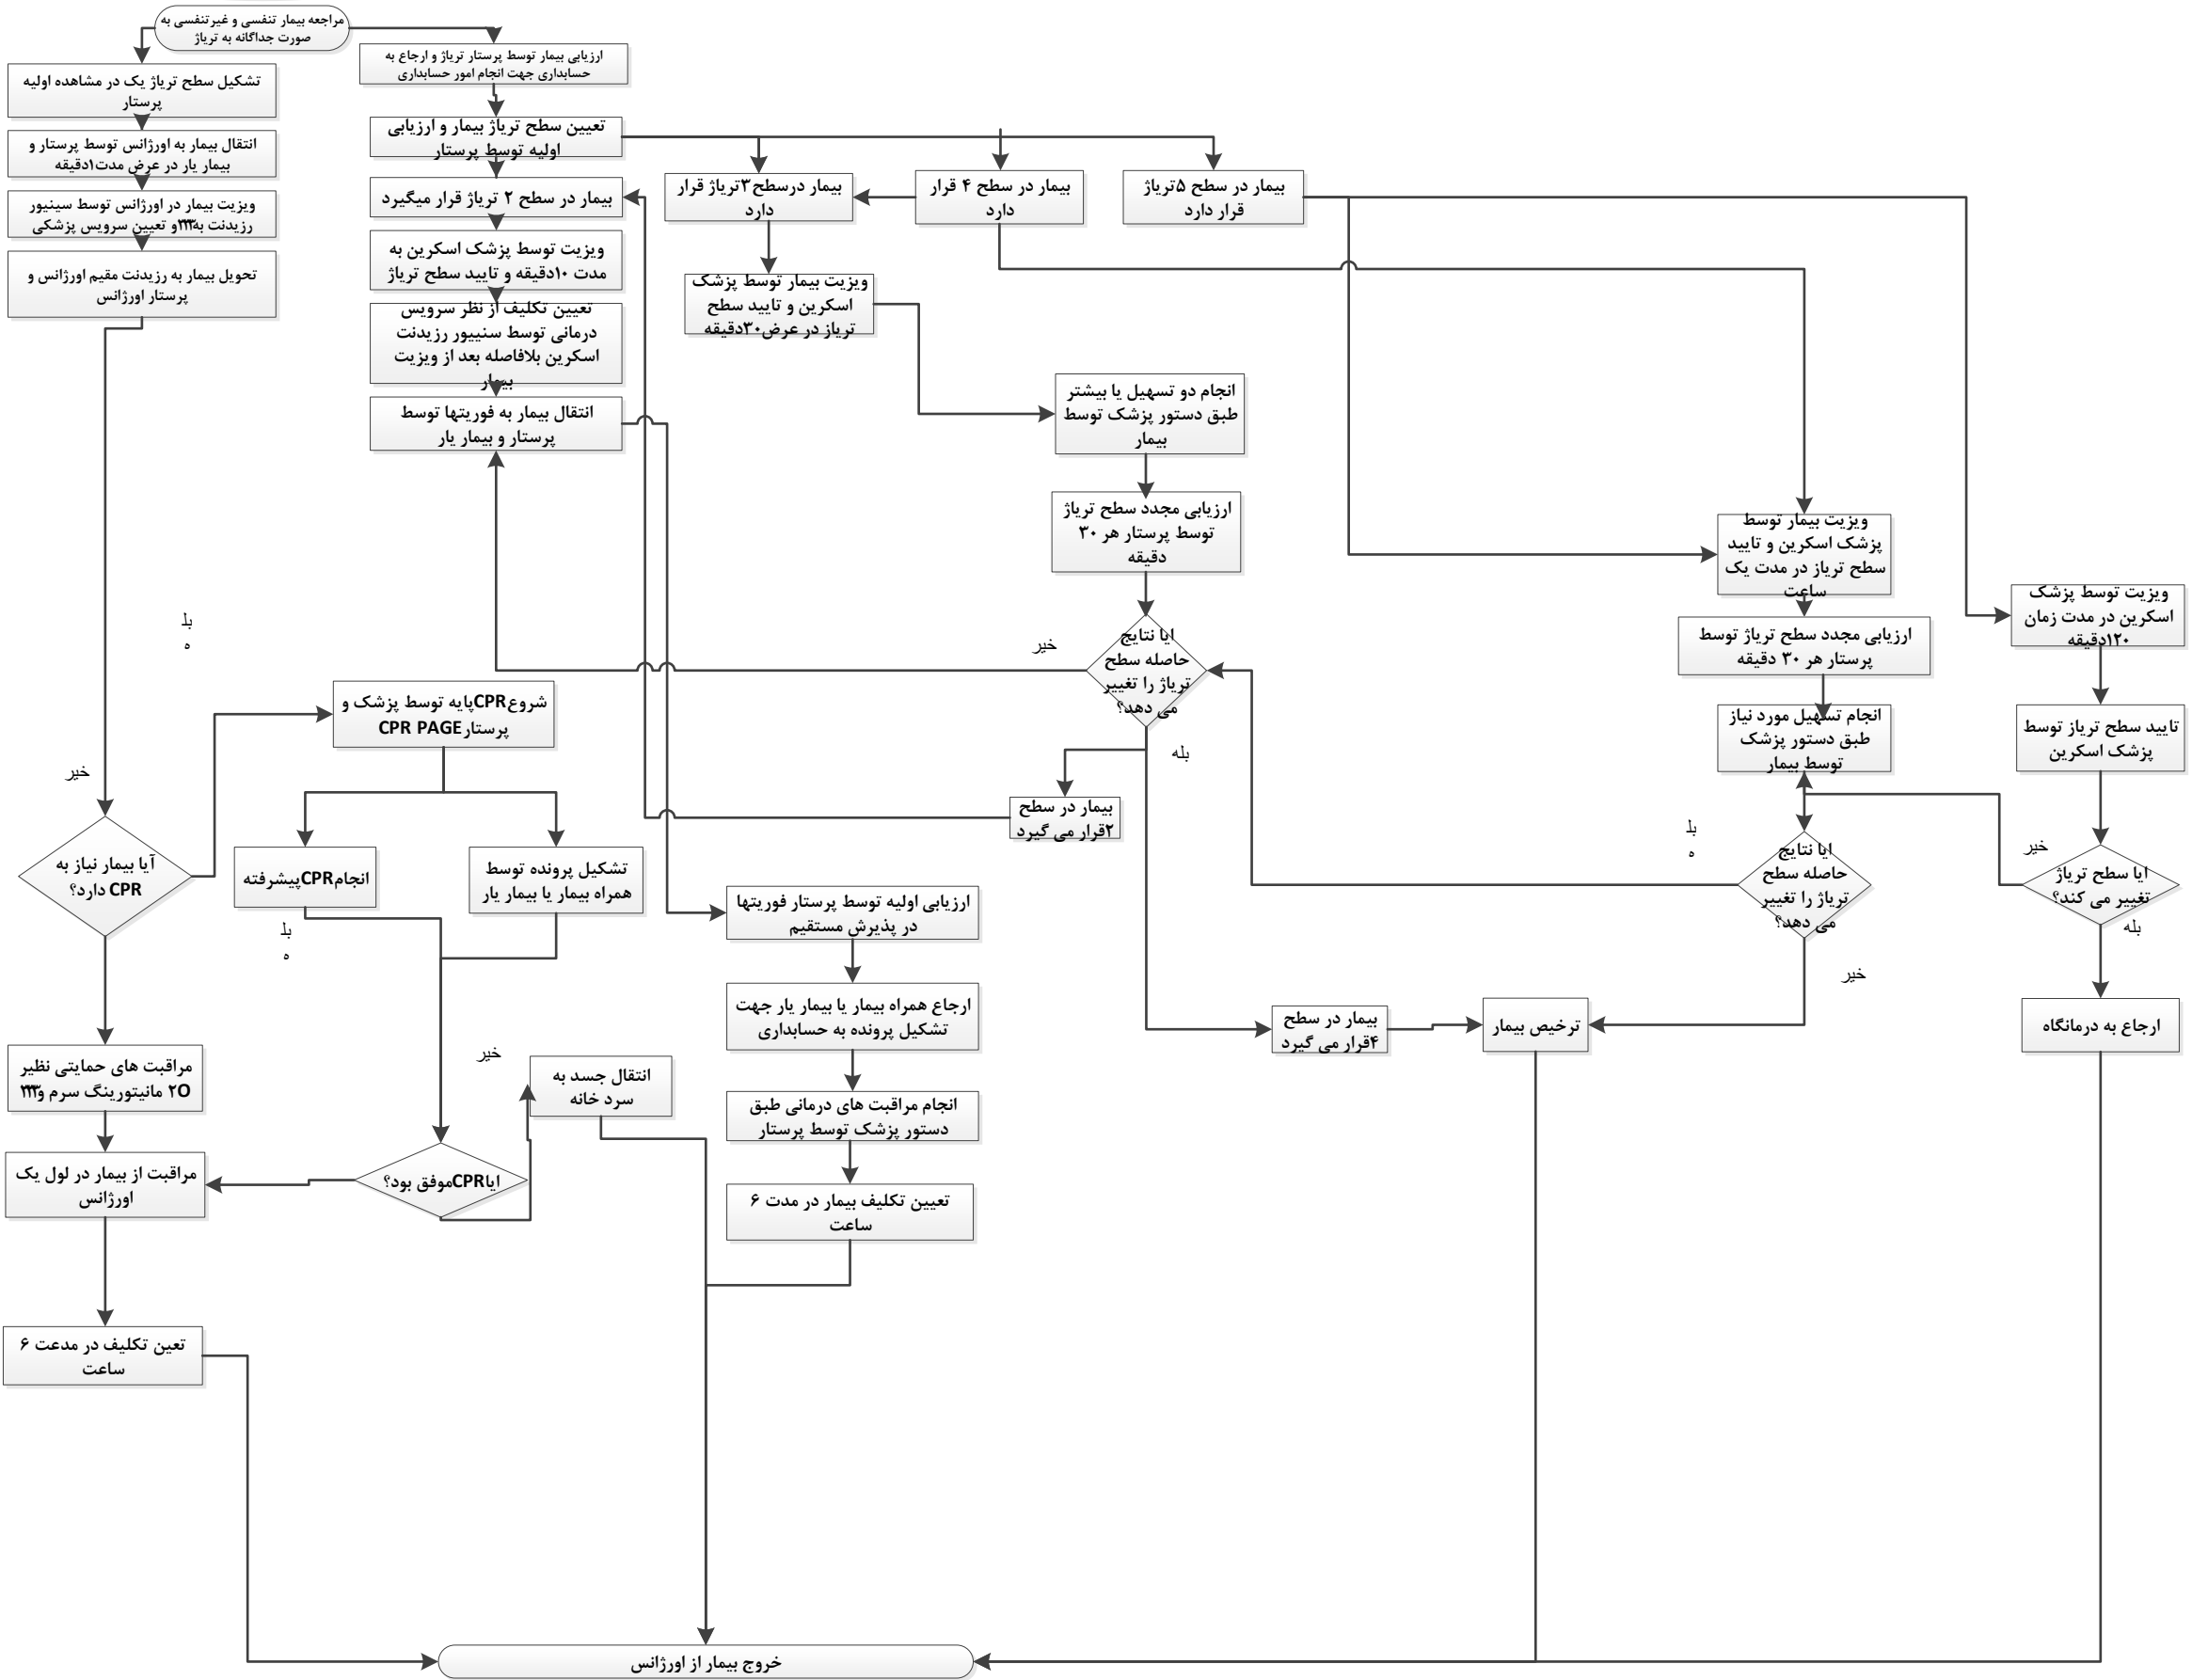 مراجعه بیمار تنفسی و غیرتنفسی به
صورت جداگانه به تریاژ
تشکیل سطح تریاژ یک در مشاهده اولیه
پرستار
انتقال بیمار به اورژانس توسط پرستار و
بیمار یار در عرض مدت۱دقیقه
ویزیت بیمار در اورژانس توسط سینیور
رزیدنت به و تعیین سرویس پزشکی
تحویل بیمار به رزیدنت مقیم اورژانس و
پرستار اورژانس
ارزیابی بیمار توسط پرستار تریاژ و ارجاع به
حسابداری جهت انجام امور حسابداری
تعیین سطح تریاژ بیمار و ارزیابی
اولیه توسط پرستار
بیمار در سطح ۲ تریاژ قرار میگیرد
ویزیت توسط پزشک اسکرین به
مدت ۱۰دقیقه و تایید سطح تریاژ
تعیین تکلیف از نظر سرویس
درمانی توسط سنییور رزیدنت
اسکرین بلافاصله بعد از ویزیت
بیمار
انتقال بیمار به فوریتها توسط
پرستار و بیمار یار
بیمار درسطح۳تریاژ قرار
دارد
بیمار در سطح ۴ قرار
دارد
بیمار در سطح ۵تریاژ
قرار دارد
ویزیت بیمار توسط پزشک
اسکرین و تایید سطح
تریاز در عرض۳۰دقیقه
انجام دو تسهیل یا بیشتر
طبق دستور پزشک توسط
بیمار
ارزیابی مجدد سطح تریاژ
توسط پرستار هر ۳۰
دقیقه
ایا نتایج
حاصله سطح
تریاژ را تغییر
می دهد؟
خیر
بله
بیمار در سطح
۲قرار می گیرد
بیمار در سطح
۴قرار می گیرد
ترخیص بیمار
ویزیت بیمار توسط
پزشک اسکرین و تایید
سطح تریاز در مدت یک
ساعت
ارزیابی مجدد سطح تریاژ توسط
پرستار هر ۳۰ دقیقه
انجام تسهیل مورد نیاز
طبق دستور پزشک
توسط بیمار
ایا نتایج
حاصله سطح
تریاژ را تغییر
می دهد؟
بل
ه
خیر
ویزیت توسط پزشک
اسکرین در مدت زمان
۱۲۰دقیقه
تایید سطح تریاز توسط
پزشک اسکرین
ایا سطح تریاژ
تغییر می کند؟
خیر
بله
ارجاع به درمانگاه
بل
ه
خیر
آیا بیمار نیاز به
CPR دارد؟
شروعCPRپایه توسط پزشک و
پرستارCPR PAGE
انجامCPRپیشرفته
تشکیل پرونده توسط
همراه بیمار یا بیمار یار
بل
ه
خیر
ایاCPRموفق بود؟
انتقال جسد به
سرد خانه
مراقبت های حمایتی نظیر
۲O مانیتورینگ سرم و
مراقبت از بیمار در لول یک
اورژانس
تعین تکلیف در مدعت ۶
ساعت
ارزیابی اولیه توسط پرستار فوریتها
در پذیرش مستقیم
ارجاع همراه بیمار یا بیمار یار جهت
تشکیل پرونده به حسابداری
انجام مراقبت های درمانی طبق
دستور پزشک توسط پرستار
تعیین تکلیف بیمار در مدت ۶
ساعت
خروج بیمار از اورژانس